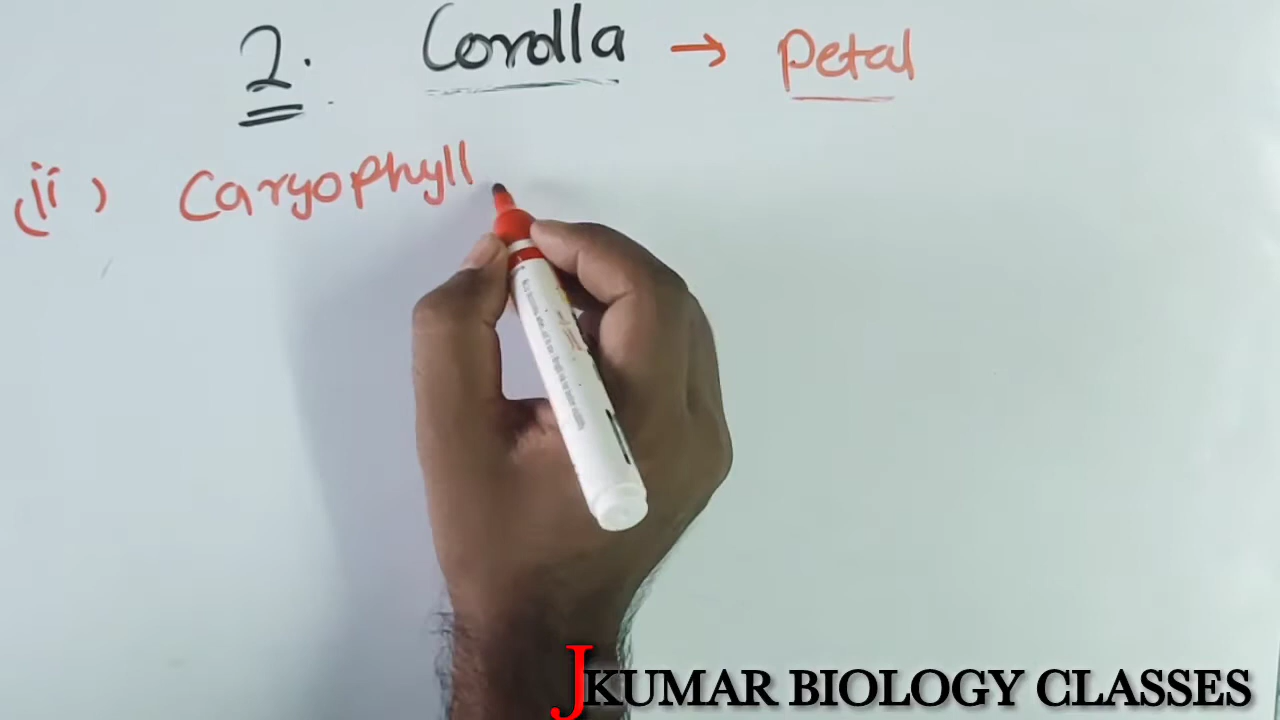 2. Corolla → Petal
(ii) Caryophyll
JKUMAR BIOLOGY CLASSES